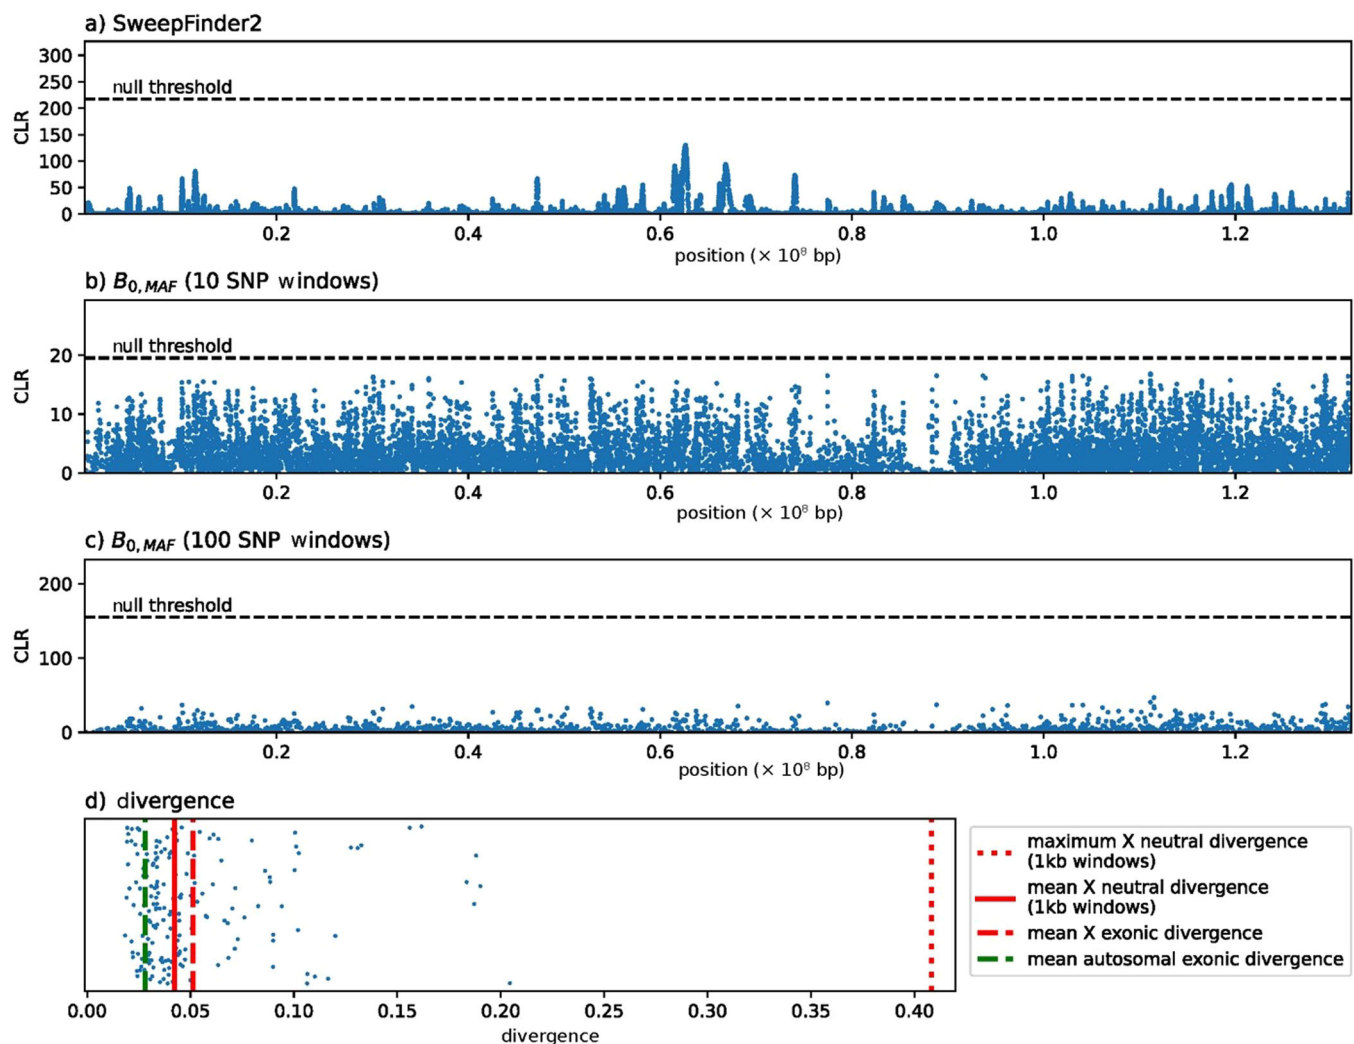 a) SweepFinder2
300
250
200
150
100
50
0
CLR
null threshold
0.2 0.4 0.6 0.8 1.0 1.2
position (× 10⁸ bp)
b) B0,MAF (10 SNP windows)
20
10
0
CLR
null threshold
0.2 0.4 0.6 0.8 1.0 1.2
position (× 10⁸ bp)
c) B0,MAF (100 SNP windows)
200
100
0
CLR
null threshold
0.2 0.4 0.6 0.8 1.0 1.2
position (× 10⁸ bp)
d) divergence
0.00 0.05 0.10 0.15 0.20 0.25 0.30 0.35 0.40
divergence
maximum X neutral divergence
(1kb windows)
mean X neutral divergence
(1kb windows)
mean X exonic divergence
mean autosomal exonic divergence